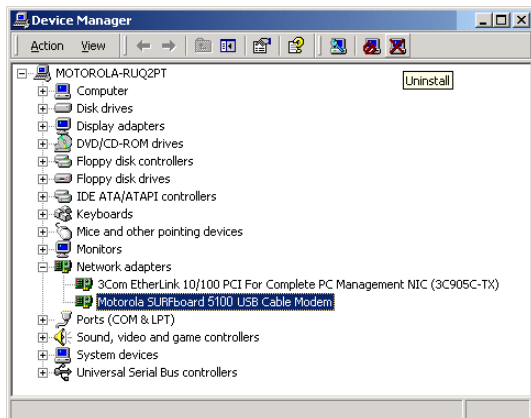 Device Manager
Action View
Uninstall
MOTOROLA-RUQ2PT
Computer
Disk drives
Display adapters
DVD/CD-ROM drives
Floppy disk controllers
Floppy disk drives
IDE ATA/ATAPI controllers
Keyboards
Mice and other pointing devices
Monitors
Network adapters
3Com EtherLink 10/100 PCI For Complete PC Management NIC (3C905C-TX)
Motorola SURFboard 5100 USB Cable Modem
Ports (COM & LPT)
Sound, video and game controllers
System devices
Universal Serial Bus controllers